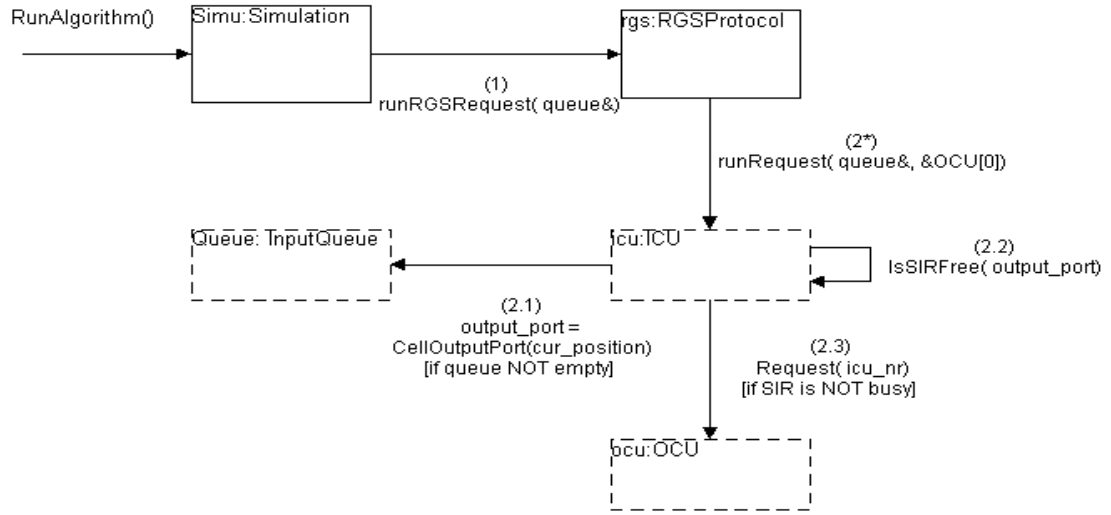 RunAlgorithm()
Simu:Simulation
rgs:RGSProtocol
(1)
runRGSRequest( queue&)
(2*)
runRequest( queue&, &OCU[0])
Queue: InputQueue
icu:ICU
(2.2)
IsSIRFree( output_port)
(2.1)
output_port =
CellOutputPort(cur_position)
[if queue NOT empty]
(2.3)
Request( icu_nr)
[if SIR is NOT busy]
ocu:OCU